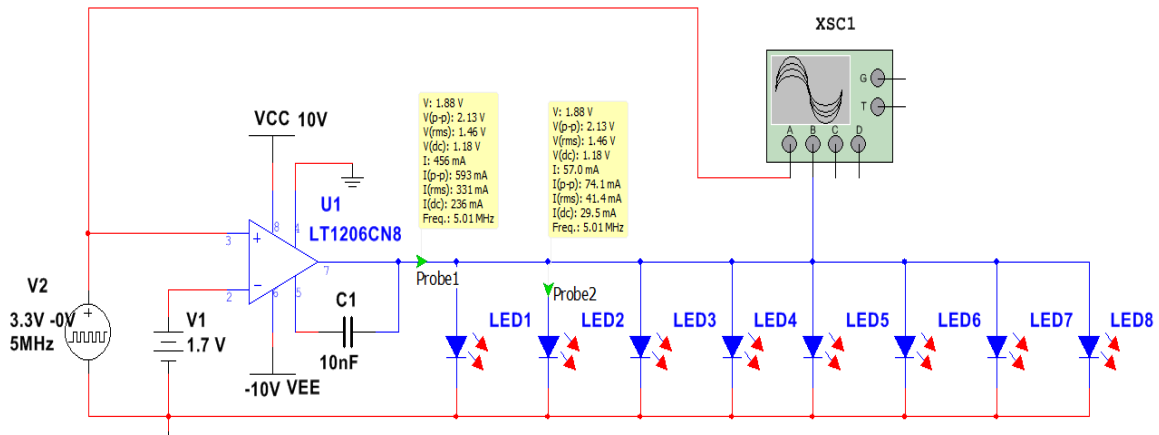 XSC1
G
T
A B C D
V: 1.88 V
V(p-p): 2.13 V
V(rms): 1.46 V
V(dc): 1.18 V
I: 456 mA
I(p-p): 593 mA
I(rms): 331 mA
I(dc): 236 mA
Freq.: 5.01 MHz
V: 1.88 V
V(p-p): 2.13 V
V(rms): 1.46 V
V(dc): 1.18 V
I: 57.0 mA
I(p-p): 74.1 mA
I(rms): 41.4 mA
I(dc): 29.5 mA
Freq.: 5.01 MHz
VCC 10V
U1
LT1206CN8
3
2
8
4
7
6
5
Probe1
Probe2
V2
3.3V -0V
5MHz
V1
1.7 V
C1
10nF
-10V VEE
LED1 LED2 LED3 LED4 LED5 LED6 LED7 LED8